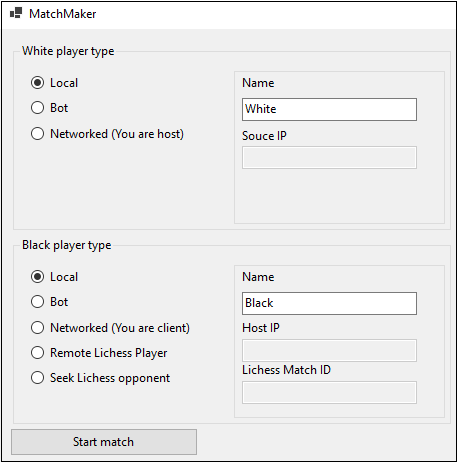 MatchMaker
White player type
Local
Bot
Networked (You are host)
Name
White
Souce IP
Black player type
Local
Bot
Networked (You are client)
Remote Lichess Player
Seek Lichess opponent
Name
Black
Host IP
Lichess Match ID
Start match